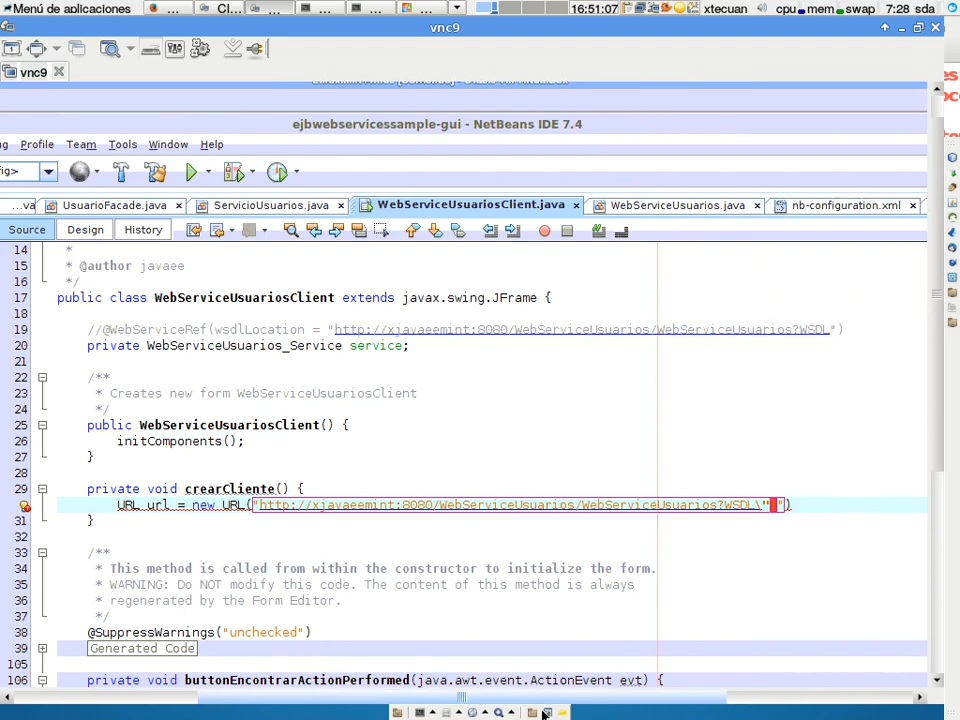 Menú de aplicaciones ... Cl... ... ... ... ... 16:51:07 xtecuan cpu mem swap 7:28 sda
vnc9
vnc9
ejbwebservicessample-gui - NetBeans IDE 7.4
Profile Team Tools Window Help
fig>
...va UsuarioFacade.java ServicioUsuarios.java WebServiceUsuariosClient.java WebServiceUsuarios.java nb-configuration.xml
Source Design History
14 *
15 * @author javaee
16 */
17 public class WebServiceUsuariosClient extends javax.swing.JFrame {
18
19 //@WebServiceRef(wsdlLocation = "http://xjavaeemint:8080/WebServiceUsuarios/WebServiceUsuarios?WSDL")
20 private WebServiceUsuarios_Service service;
21
22 /**
23 * Creates new form WebServiceUsuariosClient
24 */
25 public WebServiceUsuariosClient() {
26 initComponents();
27 }
28
29 private void crearCliente() {
URL url = new URL("http://xjavaeemint:8080/WebServiceUsuarios/WebServiceUsuarios?WSDL\"")
31 }
32
33 /**
34 * This method is called from within the constructor to initialize the form.
35 * WARNING: Do NOT modify this code. The content of this method is always
36 * regenerated by the Form Editor.
37 */
38 @SuppressWarnings("unchecked")
39 Generated Code
105
106 private void buttonEncontrarActionPerformed(java.awt.event.ActionEvent evt) {